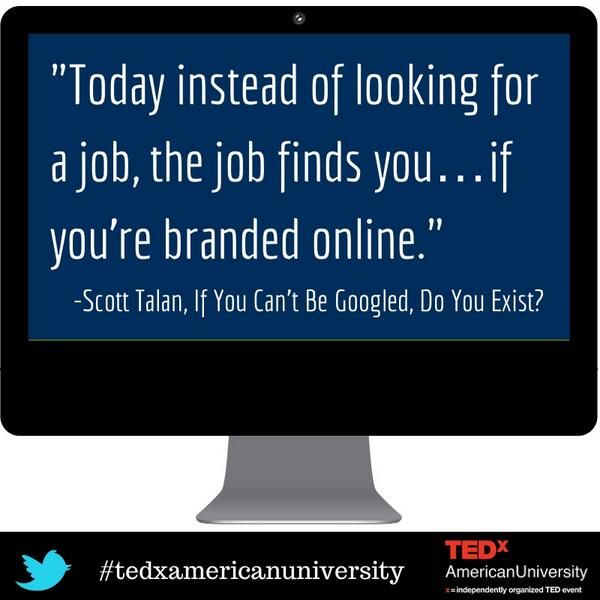 "Today instead of looking for
a job, the job finds you...if
you're branded online."
-Scott Talan, If You Can't Be Googled, Do You Exist?
#tedxamericanuniversity
TEDx
AmericanUniversity
x = independently organized TED event